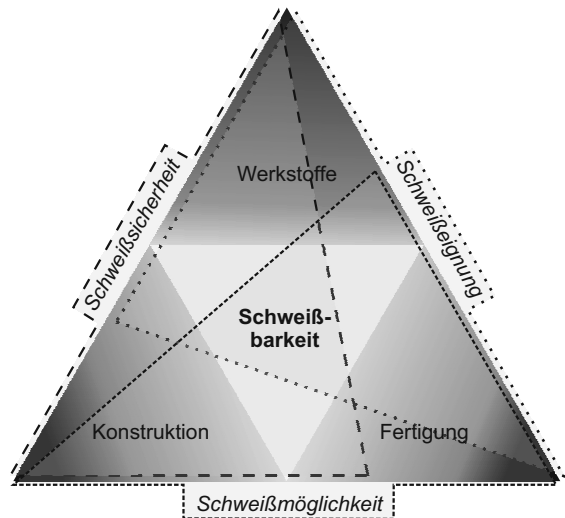 Werkstoffe
Schweißsicherheit
Schweißeignung
Schweiß-
barkeit
Konstruktion
Fertigung
Schweißmöglichkeit